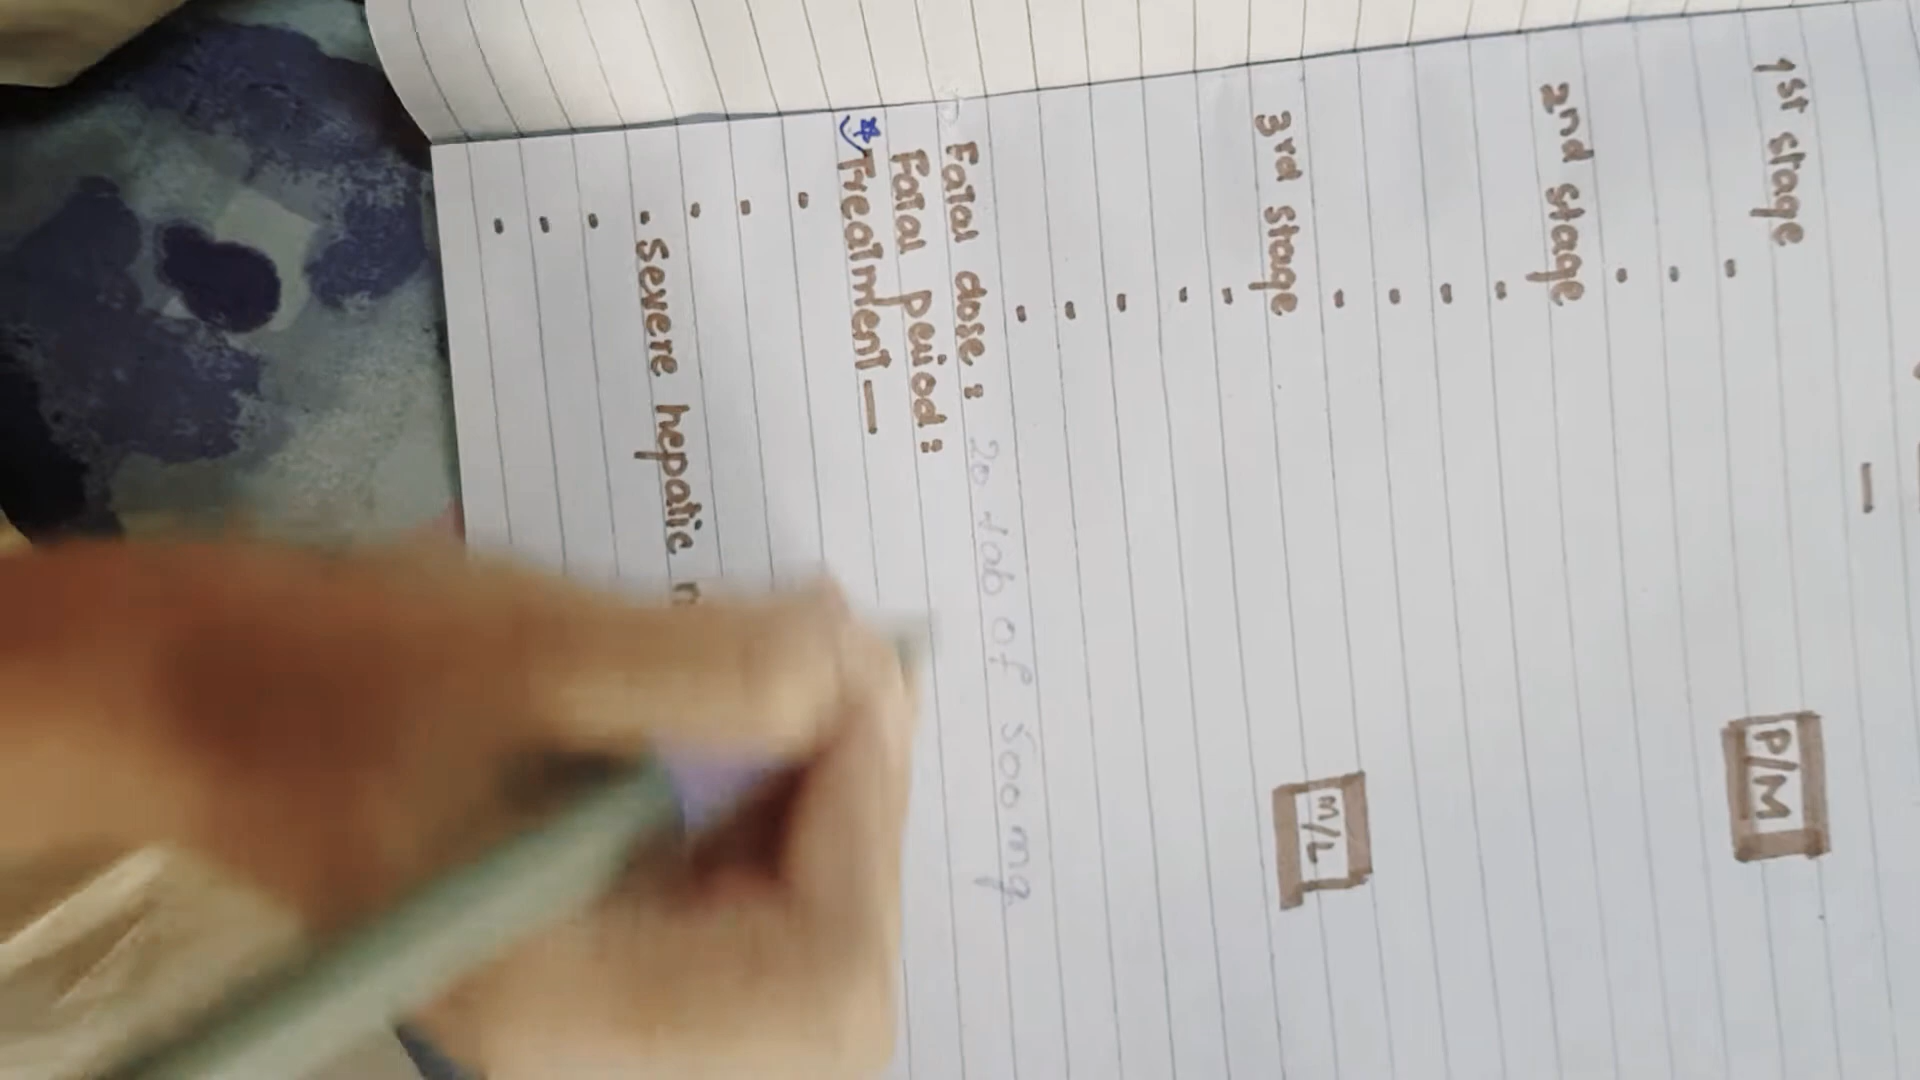 1st stage
P/M
2nd stage
3rd stage
M/L
Fatal dose : 20 tab of 500 mg
Fatal peiod :
Treatment —
• Severe hepatic